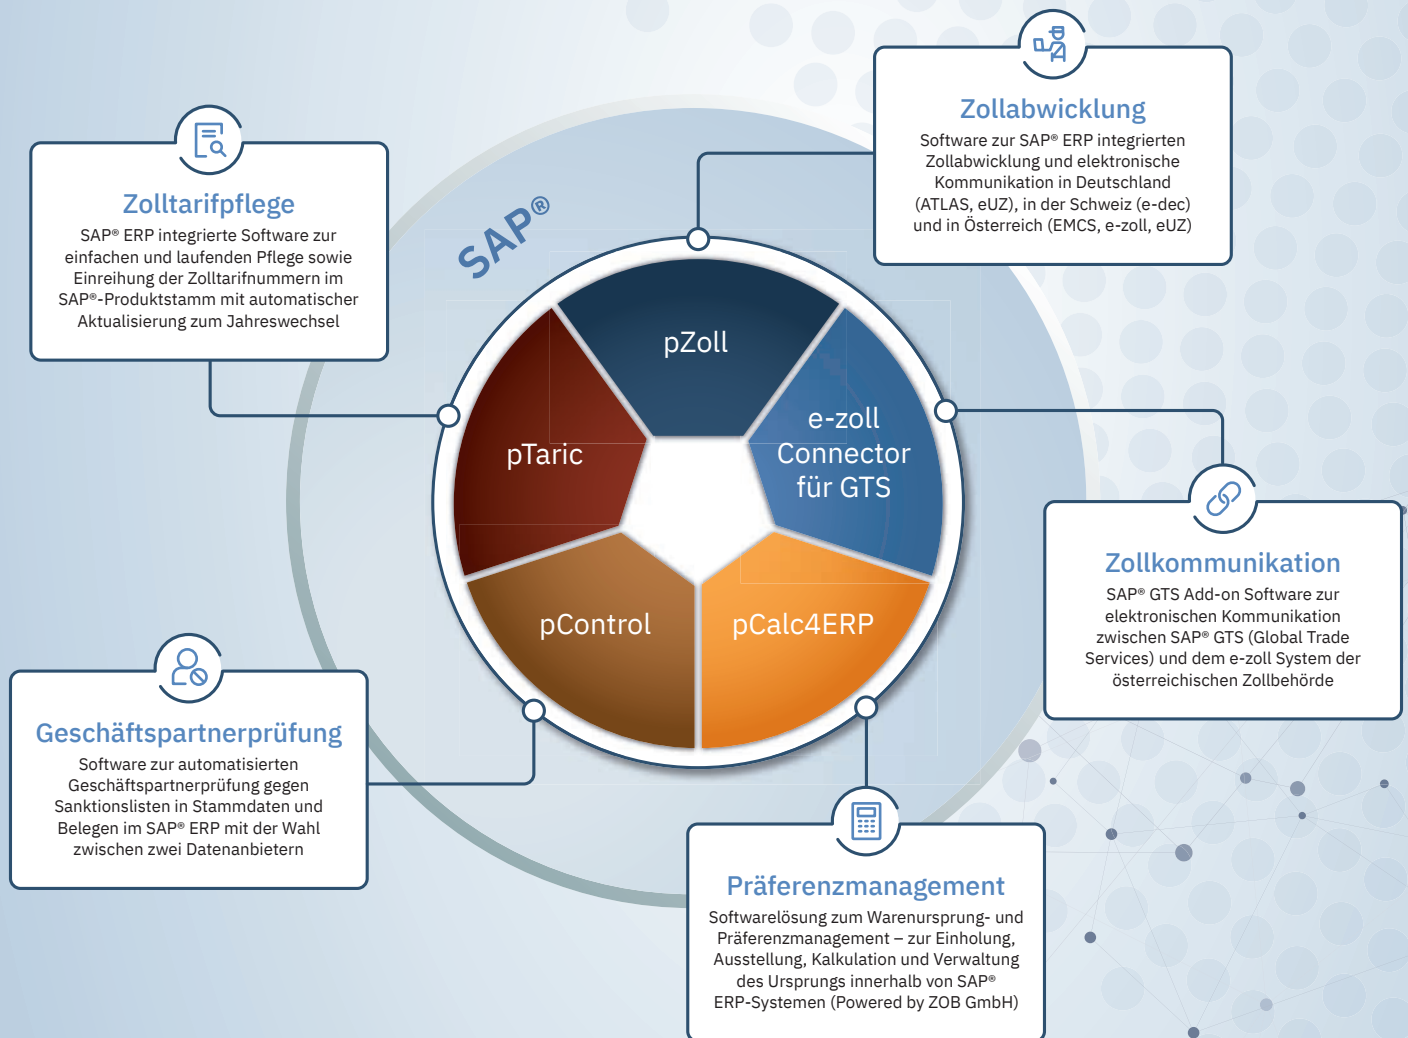 Zollabwicklung
Software zur SAP® ERP integrierten
Zollabwicklung und elektronische
Kommunikation in Deutschland
(ATLAS, eUZ), in der Schweiz (e-dec)
und in Österreich (EMCS, e-zoll, eUZ)
Zolltarifpflege
SAP® ERP integrierte Software zur
einfachen und laufenden Pflege sowie
Einreihung der Zolltarifnummern im
SAP®-Produktstamm mit automatischer
Aktualisierung zum Jahreswechsel
SAP®
pZoll
e-zoll
Connector
für GTS
pTaric
pControl
pCalc4ERP
Zollkommunikation
SAP® GTS Add-on Software zur
elektronischen Kommunikation
zwischen SAP® GTS (Global Trade
Services) und dem e-zoll System der
österreichischen Zollbehörde
Geschäftspartnerprüfung
Software zur automatisierten
Geschäftspartnerprüfung gegen
Sanktionslisten in Stammdaten und
Belegen im SAP® ERP mit der Wahl
zwischen zwei Datenanbietern
Präferenzmanagement
Softwarelösung zum Warenursprung- und
Präferenzmanagement – zur Einholung,
Ausstellung, Kalkulation und Verwaltung
des Ursprungs innerhalb von SAP®
ERP-Systemen (Powered by ZOB GmbH)